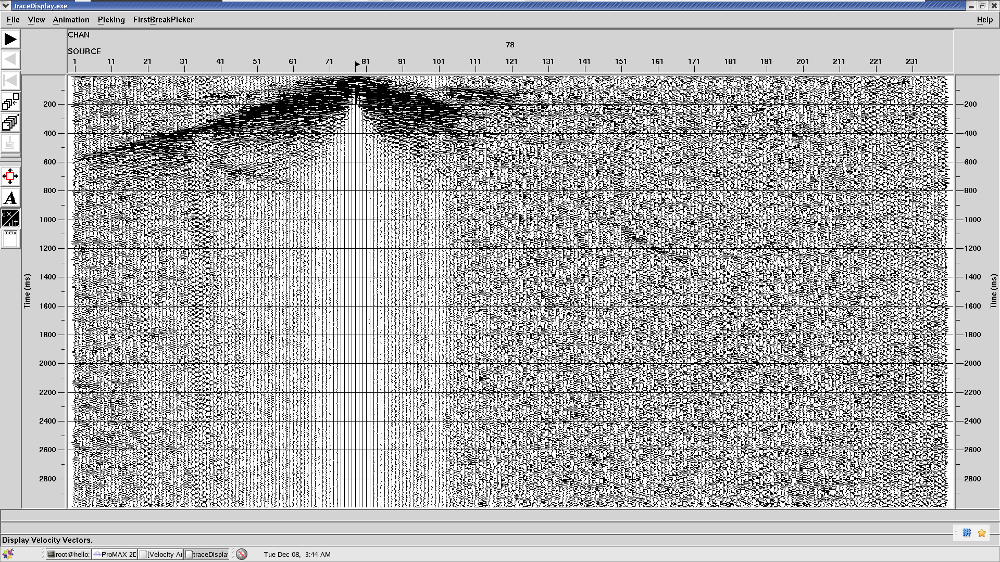 traceDisplay.exe
File View Animation Picking FirstBreakPicker Help
CHAN
78
SOURCE
1 11 21 31 41 51 61 71 81 91 101 111 121 131 141 151 161 171 181 191 201 211 221 231
200 200
400 400
600 600
A
800 800
dx/dt
1000 1000
MAX
1200 1200
1400 1400
Time (ms) Time (ms)
1600 1600
1800 1800
2000 2000
2200 2200
2400 2400
2600 2600
2800 2800
拼
Display Velocity Vectors.
root@hello: ProMAX 2D [Velocity An traceDispla Tue Dec 08, 3:44 AM